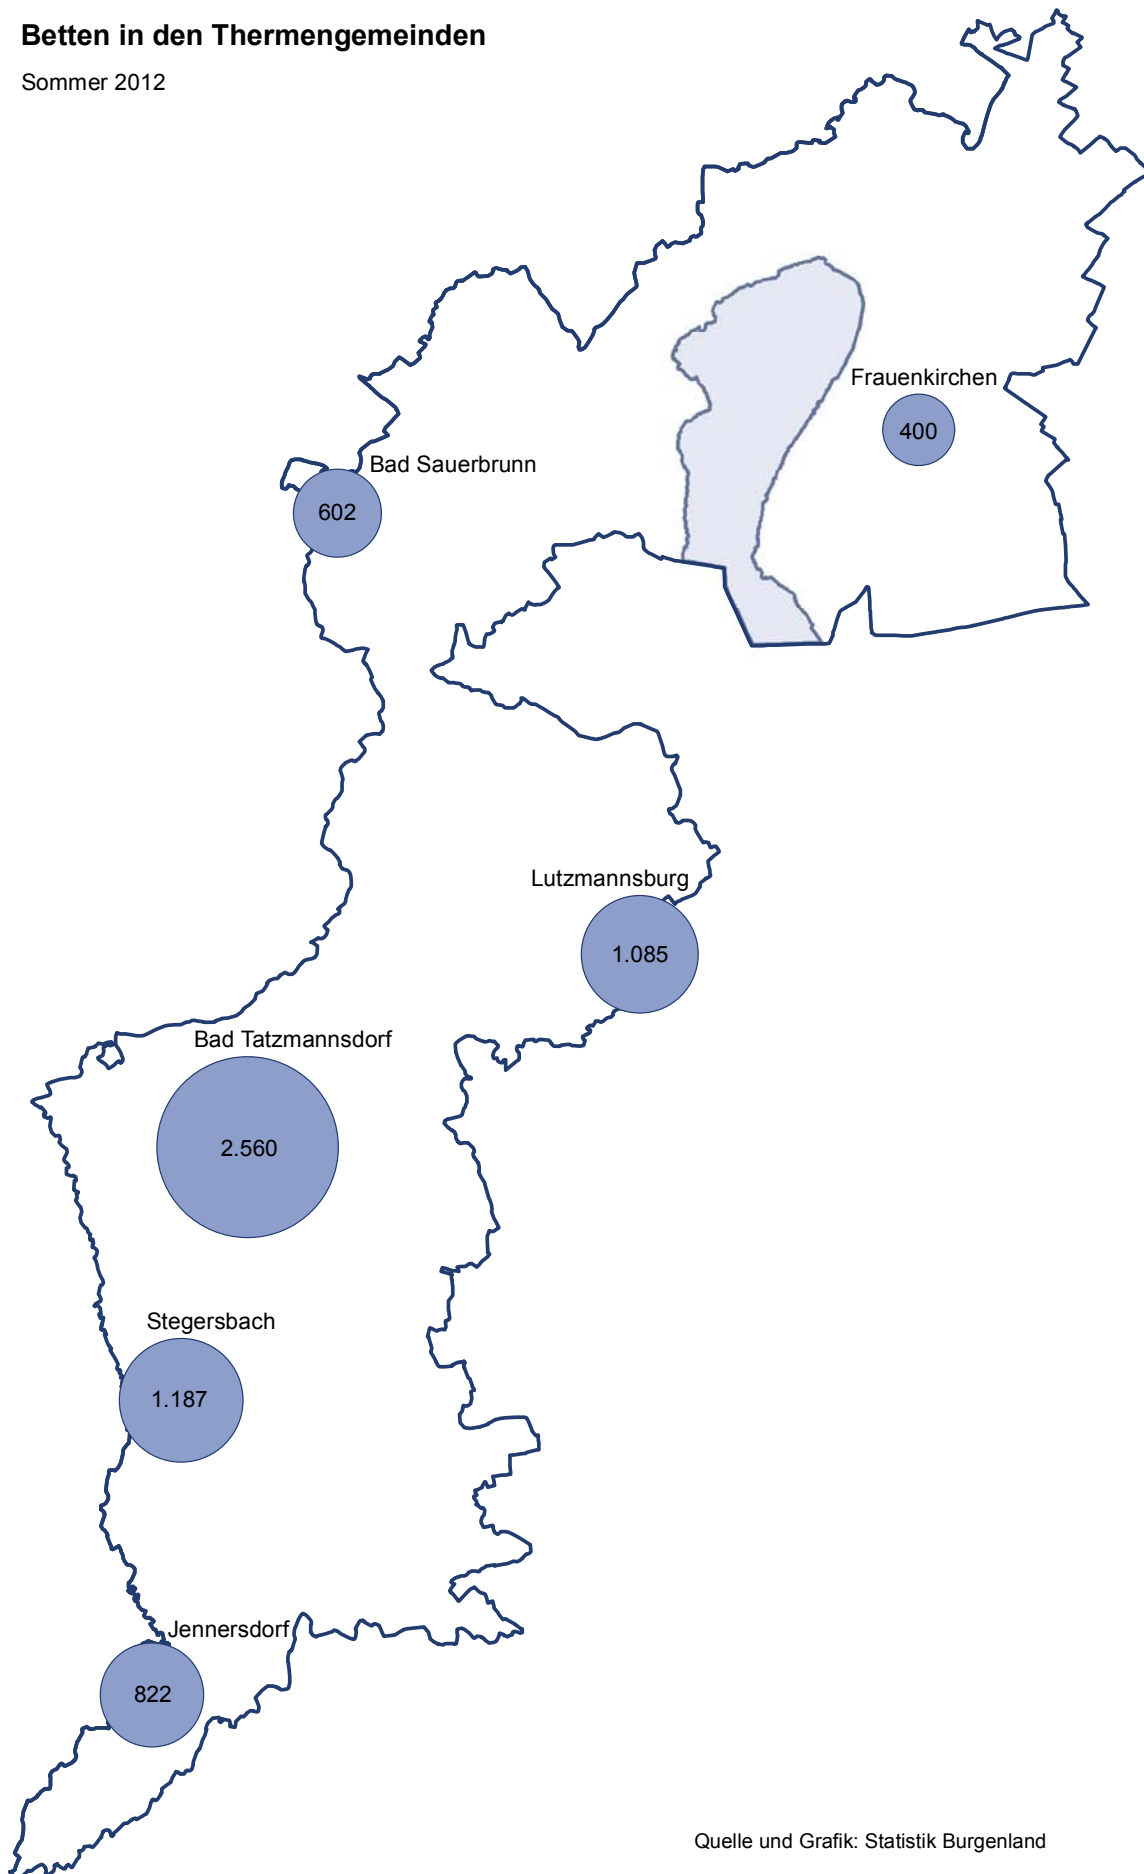 Betten in den Thermengemeinden
Sommer 2012
Frauenkirchen
400
Bad Sauerbrunn
602
Lutzmannsburg
1.085
Bad Tatzmannsdorf
2.560
Stegersbach
1.187
Jennersdorf
822
Quelle und Grafik: Statistik Burgenland